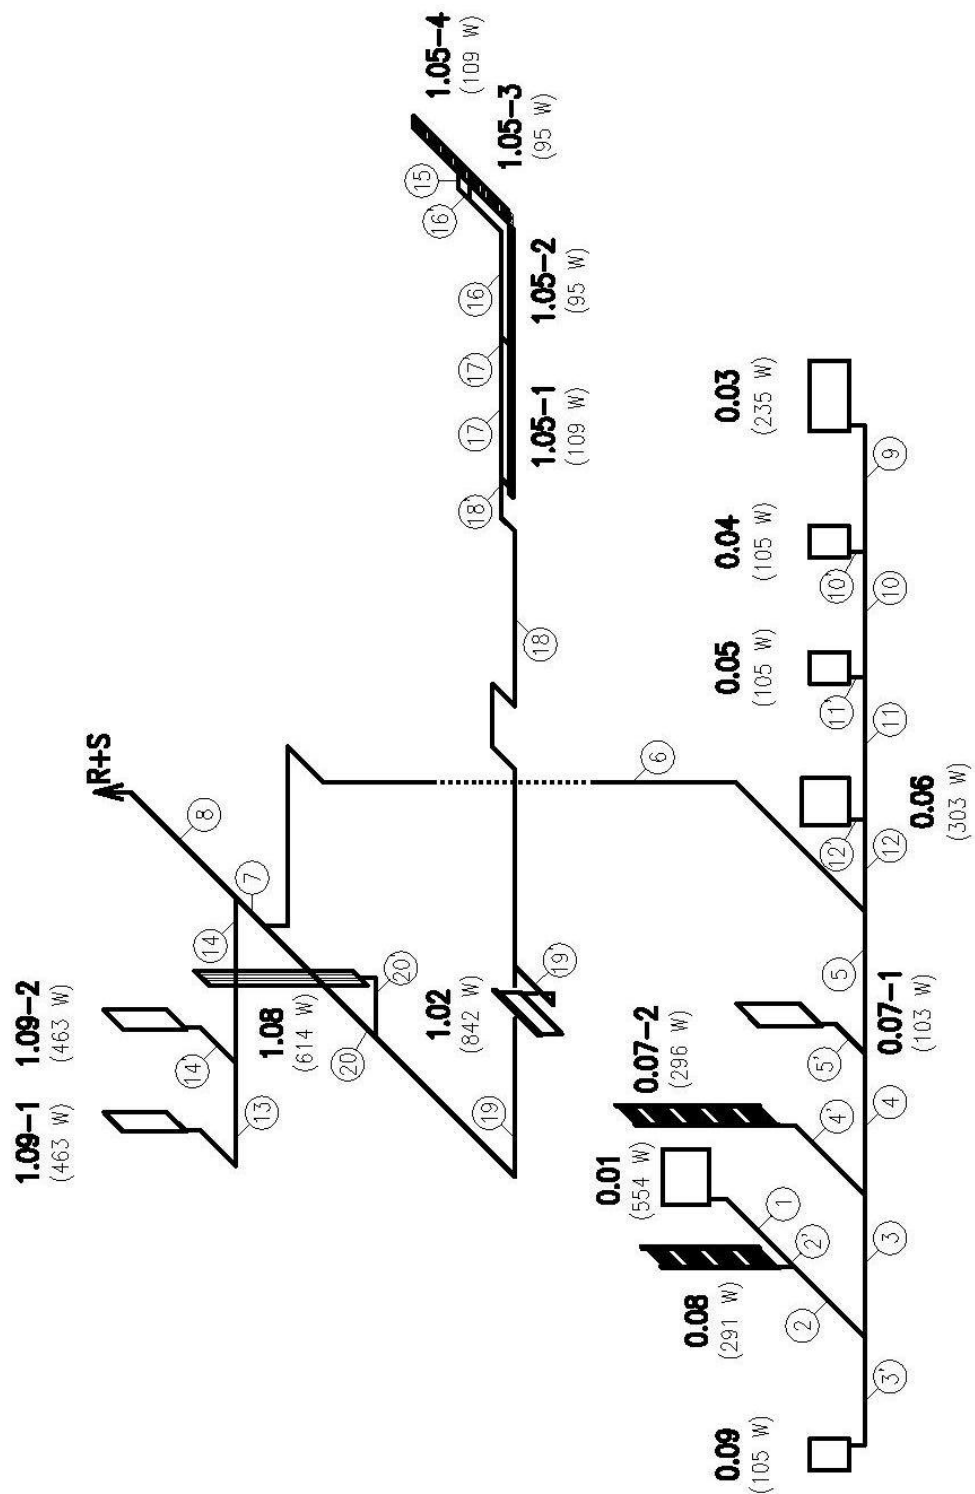 1.09-1
(463 W)
1.09-2
(463 W)
R+S
8
7
14
14'
13
1.08
(614 W)
20'
20
1.02
(842 W)
19'
19
1.05-4
(109 W)
1.05-3
(95 W)
15
16'
16
1.05-2
(95 W)
17'
17
1.05-1
(109 W)
18'
18
6
0.01
(554 W)
0.07-2
(296 W)
0.08
(291 W)
1
2'
2
4'
5'
0.09
(105 W)
0.05
(105 W)
0.04
(105 W)
0.03
(235 W)
12'
11'
10'
3'
3
4
5
12
11
10
9
0.07-1
(103 W)
0.06
(303 W)